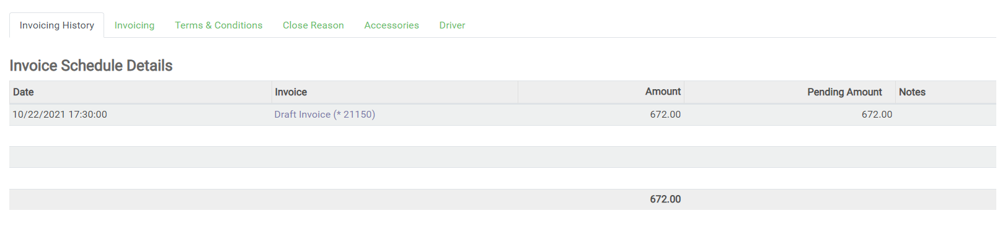 Invoicing History Invoicing Terms & Conditions Close Reason Accessories Driver
Invoice Schedule Details
Date Invoice Amount Pending Amount Notes
10/22/2021 17:30:00 Draft Invoice (* 21150) 672.00 672.00
672.00